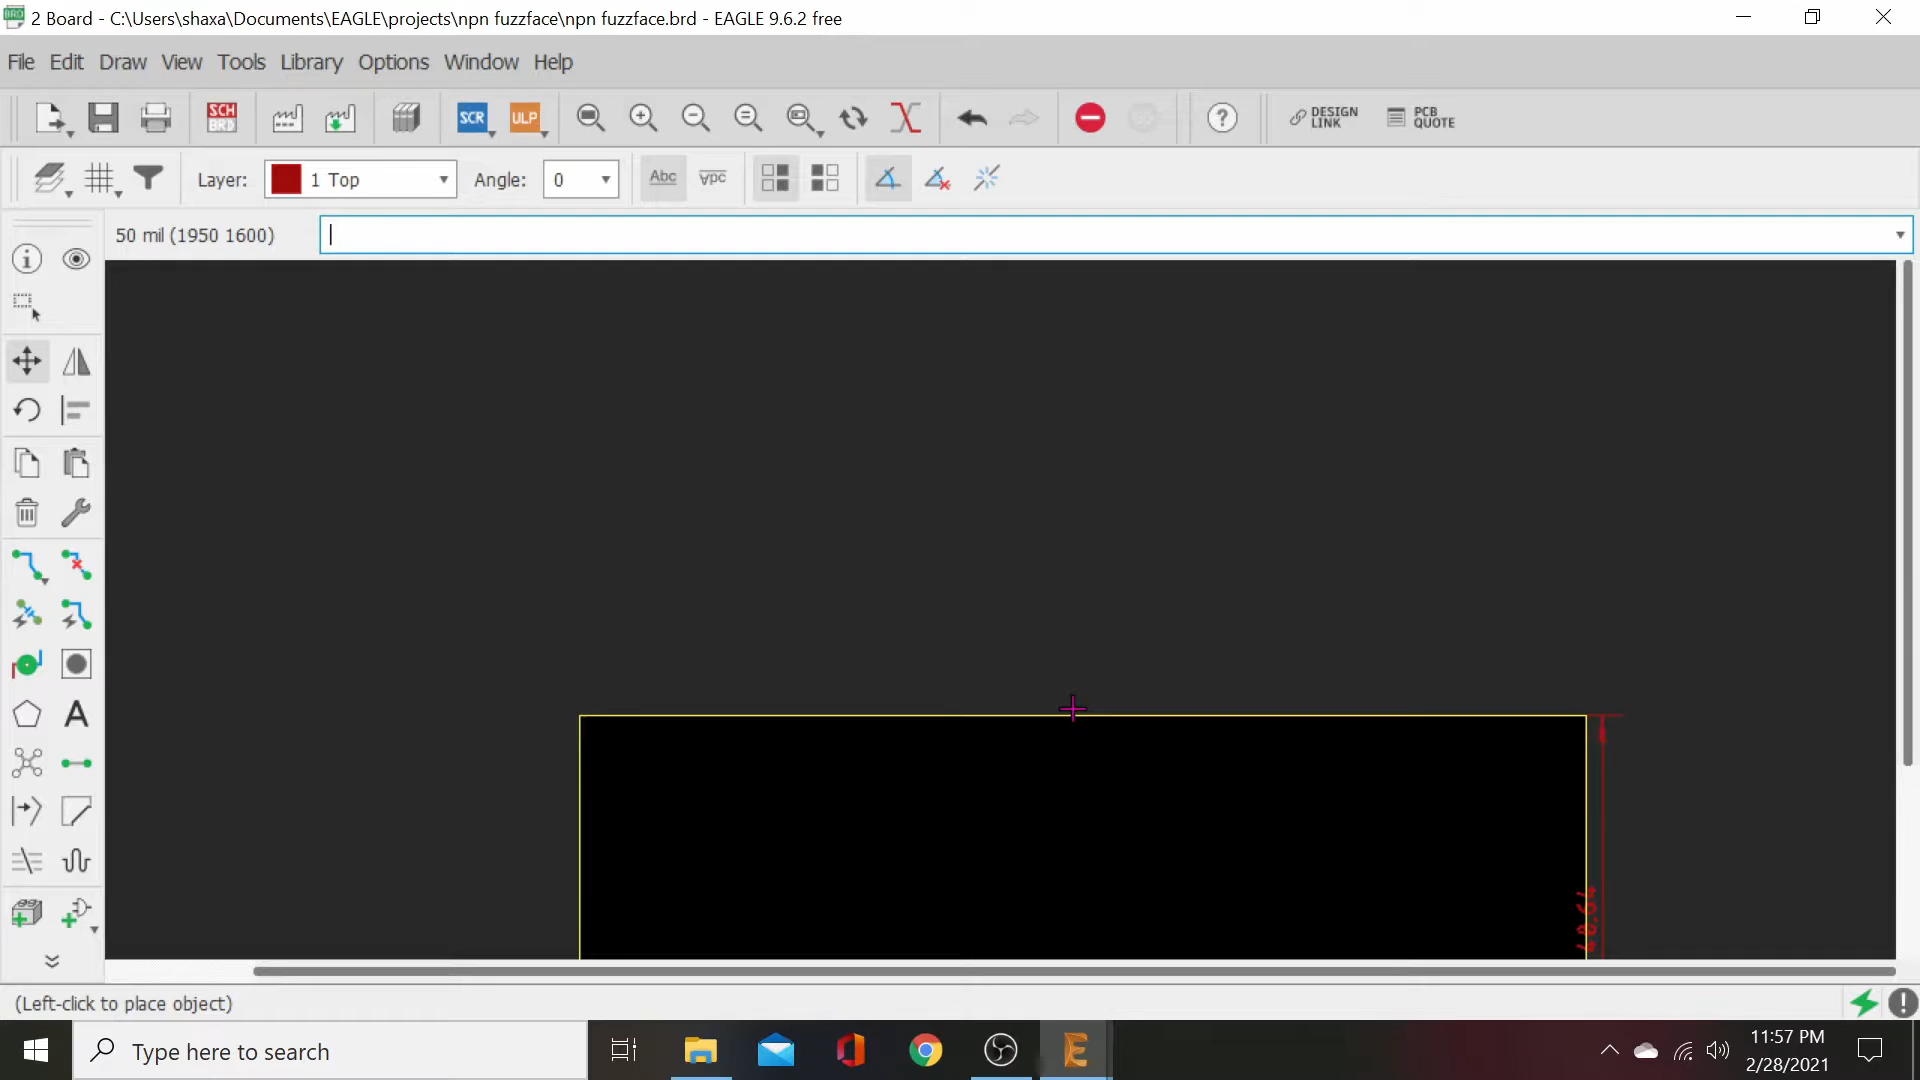 2 Board - C:\Users\shaxa\Documents\EAGLE\projects\npn fuzzface\npn fuzzface.brd - EAGLE 9.6.2 free
File Edit Draw View Tools Library Options Window Help
SCH BRD SCR ULP DESIGN LINK PCB QUOTE
Layer: 1 Top Angle: 0 Abc Abc
50 mil (1950 1600)
48.64
(Left-click to place object)
Type here to search
11:57 PM
2/28/2021